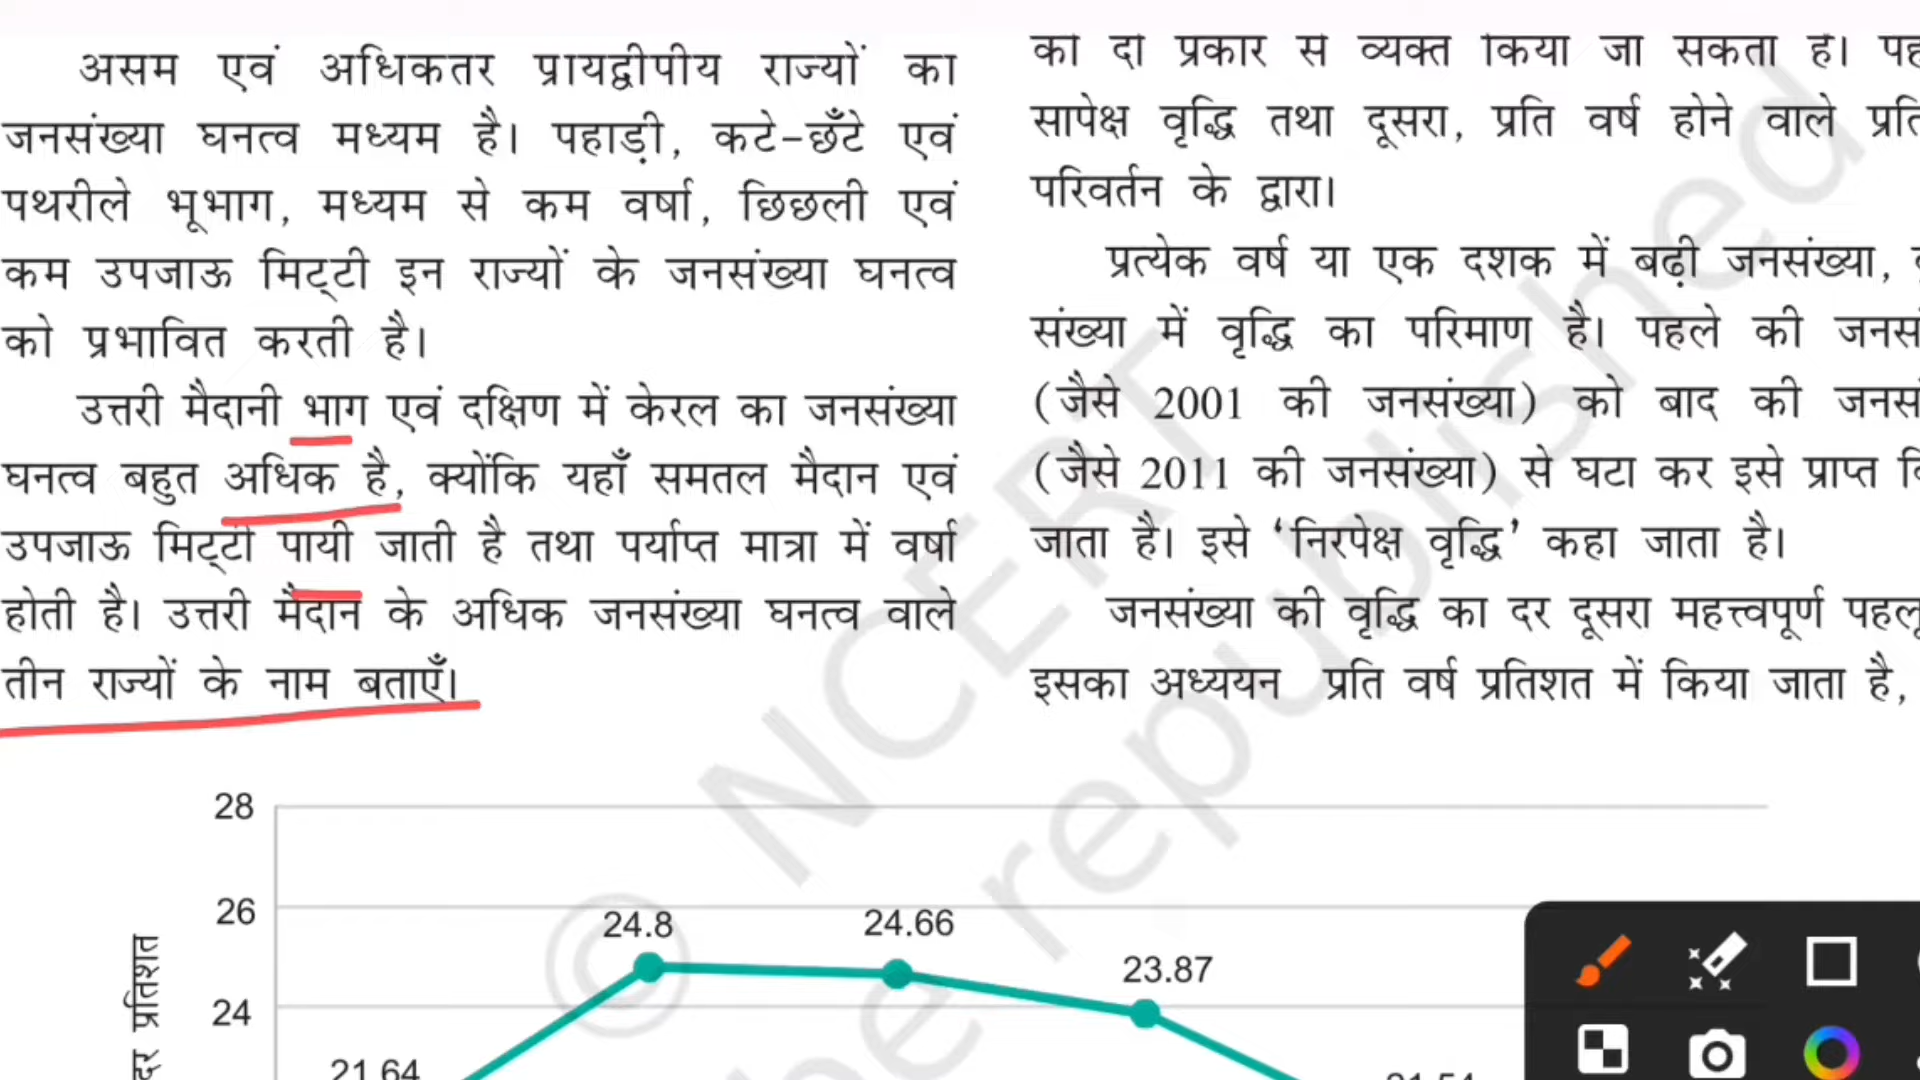 असम एवं अधिकतर प्रायद्वीपीय राज्यों का
जनसंख्या घनत्व मध्यम है। पहाड़ी, कटे-छँटे एवं
पथरीले भूभाग, मध्यम से कम वर्षा, छिछली एवं
कम उपजाऊ मिट्टी इन राज्यों के जनसंख्या घनत्व
को प्रभावित करती है।
उत्तरी मैदानी भाग एवं दक्षिण में केरल का जनसंख्या
घनत्व बहुत अधिक है, क्योंकि यहाँ समतल मैदान एवं
उपजाऊ मिट्टी पायी जाती है तथा पर्याप्त मात्रा में वर्षा
होती है। उत्तरी मैदान के अधिक जनसंख्या घनत्व वाले
तीन राज्यों के नाम बताएँ।
को दो प्रकार से व्यक्त किया जा सकता है।
सापेक्ष वृद्धि तथा दूसरा, प्रति वर्ष होने वाले
परिवर्तन के द्वारा।
प्रत्येक वर्ष या एक दशक में बढ़ी जनसंख्या,
संख्या में वृद्धि का परिमाण है। पहले की
(जैसे 2001 की जनसंख्या) को बाद की
(जैसे 2011 की जनसंख्या) से घटा कर इसे प्राप्त
जाता है। इसे ‘निरपेक्ष वृद्धि’ कहा जाता है।
जनसंख्या की वृद्धि का दर दूसरा महत्त्वपूर्ण पहलू
इसका अध्ययन प्रति वर्ष प्रतिशत में किया जाता है,
28
26
24
24.8
24.66
23.87
21.64
प्रतिशत
© NCERT
be republished